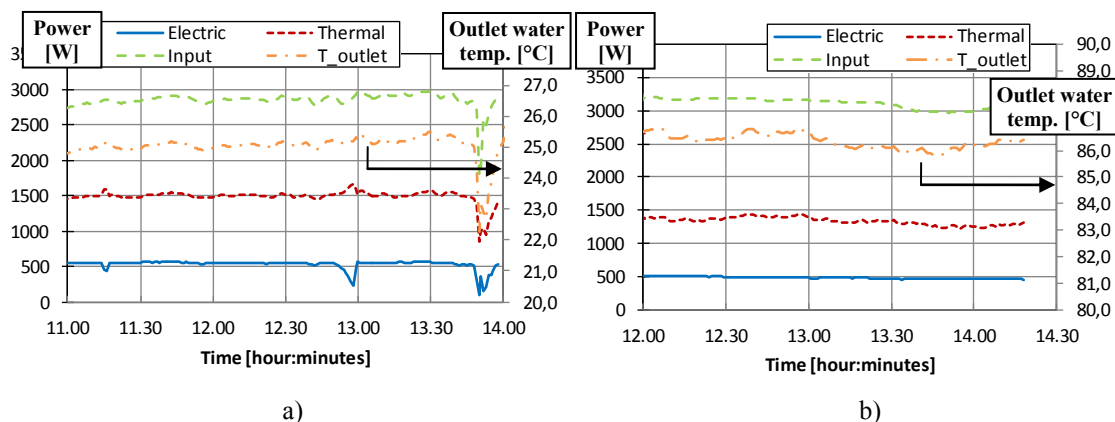 Power
[W]
Electric
Thermal
Input
T_outlet
Outlet water
temp. [°C]
3000
2500
2000
1500
1000
500
0
27,0
26,0
25,0
24,0
23,0
22,0
21,0
20,0
11.00
11.30
12.00
12.30
13.00
13.30
14.00
Time [hour:minutes]
a)
Power
[W]
Electric
Thermal
Input
T_outlet
Outlet water
temp. [°C]
3500
3000
2500
2000
1500
1000
500
0
90,0
89,0
86,0
85,0
84,0
83,0
82,0
81,0
80,0
12.00
12.30
13.00
13.30
14.00
14.30
Time [hour:minutes]
b)